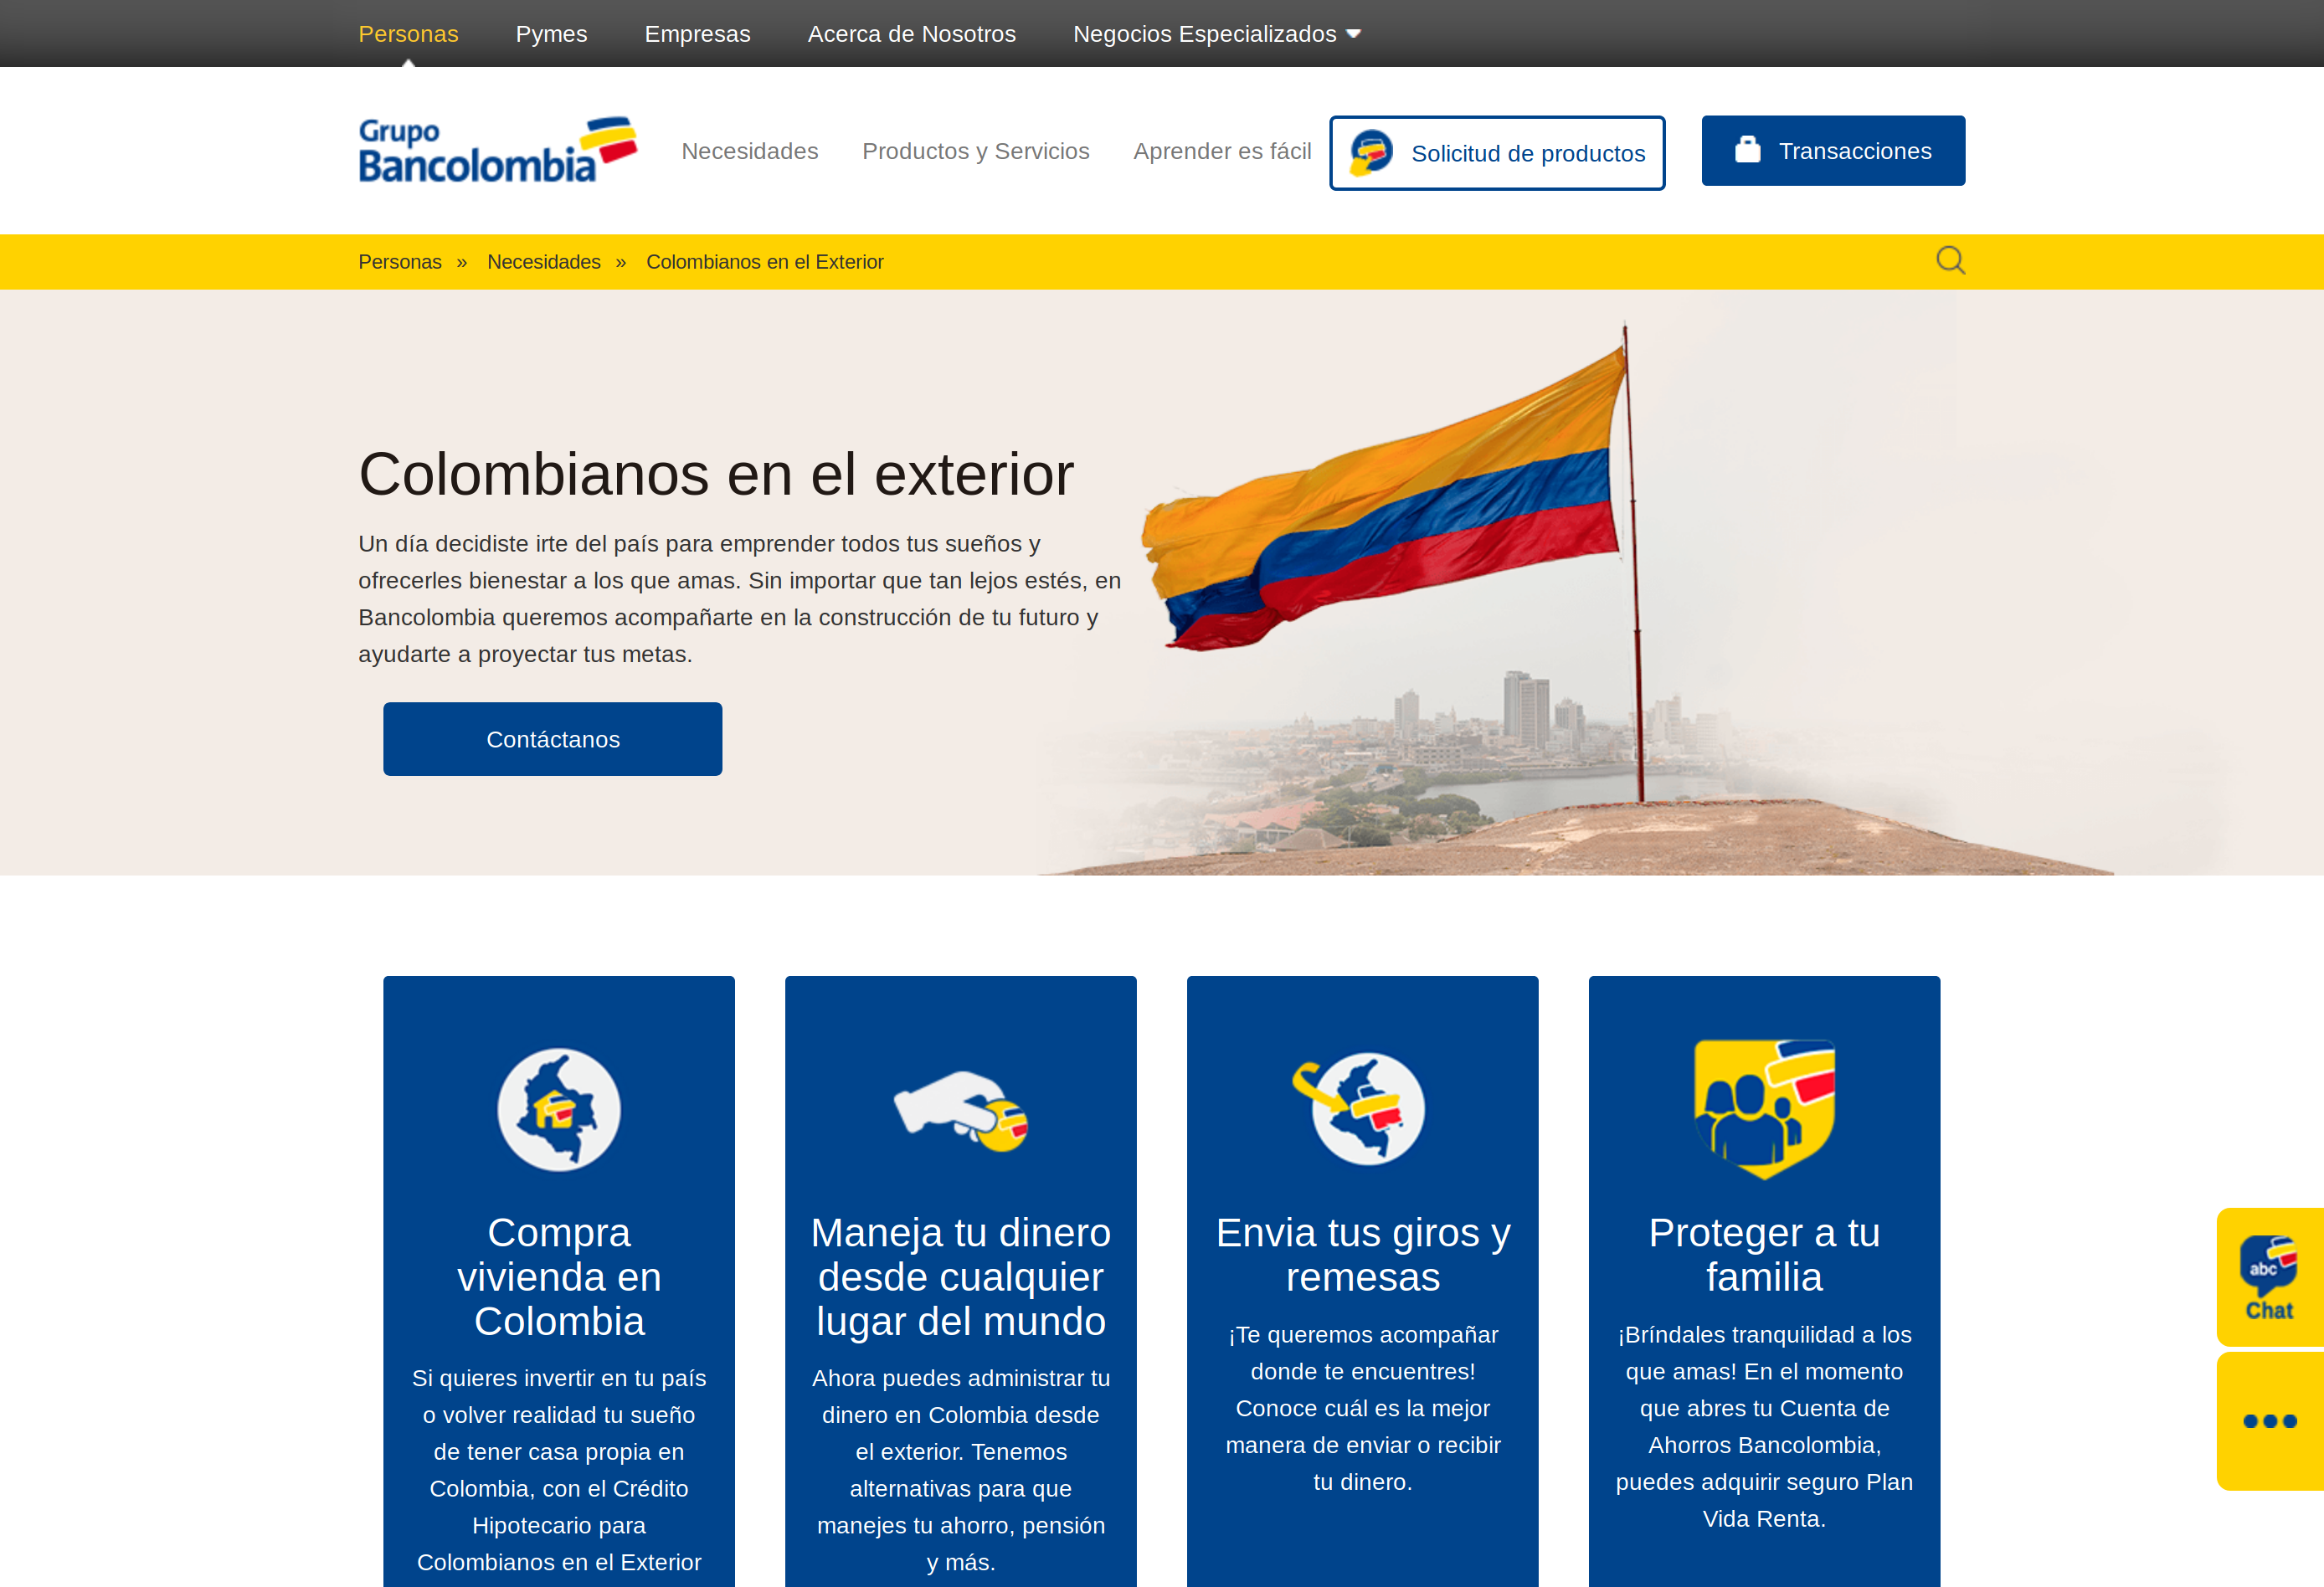 Personas Pymes Empresas Acerca de Nosotros Negocios Especializados
Grupo
Bancolombia
Necesidades Productos y Servicios Aprender es fácil Solicitud de productos Transacciones
Personas » Necesidades » Colombianos en el Exterior
Colombianos en el exterior
Un día decidiste irte del país para emprender todos tus sueños y
ofrecerles bienestar a los que amas. Sin importar que tan lejos estés, en
Bancolombia queremos acompañarte en la construcción de tu futuro y
ayudarte a proyectar tus metas.
Contáctanos
Compra
vivienda en
Colombia
Si quieres invertir en tu país
o volver realidad tu sueño
de tener casa propia en
Colombia, con el Crédito
Hipotecario para
Colombianos en el Exterior
Maneja tu dinero
desde cualquier
lugar del mundo
Ahora puedes administrar tu
dinero en Colombia desde
el exterior. Tenemos
alternativas para que
manejes tu ahorro, pensión
y más.
Envia tus giros y
remesas
¡Te queremos acompañar
donde te encuentres!
Conoce cuál es la mejor
manera de enviar o recibir
tu dinero.
Proteger a tu
familia
¡Bríndales tranquilidad a los
que amas! En el momento
que abres tu Cuenta de
Ahorros Bancolombia,
puedes adquirir seguro Plan
Vida Renta.
abc
Chat